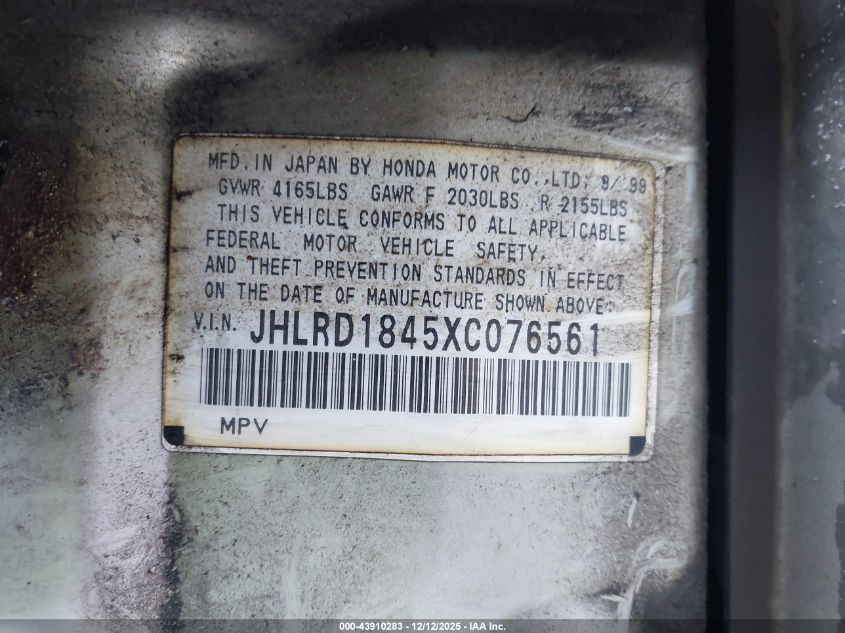 MFD. IN JAPAN BY HONDA MOTOR CO.,LTD; 8/ 99
GVWR 4165LBS GAWR F 2030LBS R 2155LBS
THIS VEHICLE CONFORMS TO ALL APPLICABLE
FEDERAL MOTOR VEHICLE SAFETY,
AND THEFT PREVENTION STANDARDS IN EFFECT
ON THE DATE OF MANUFACTURE SHOWN ABOVE.
V.I.N. JHLRD1845XC076561
MPV
000-43910283 - 12/12/2025 - IAA Inc.